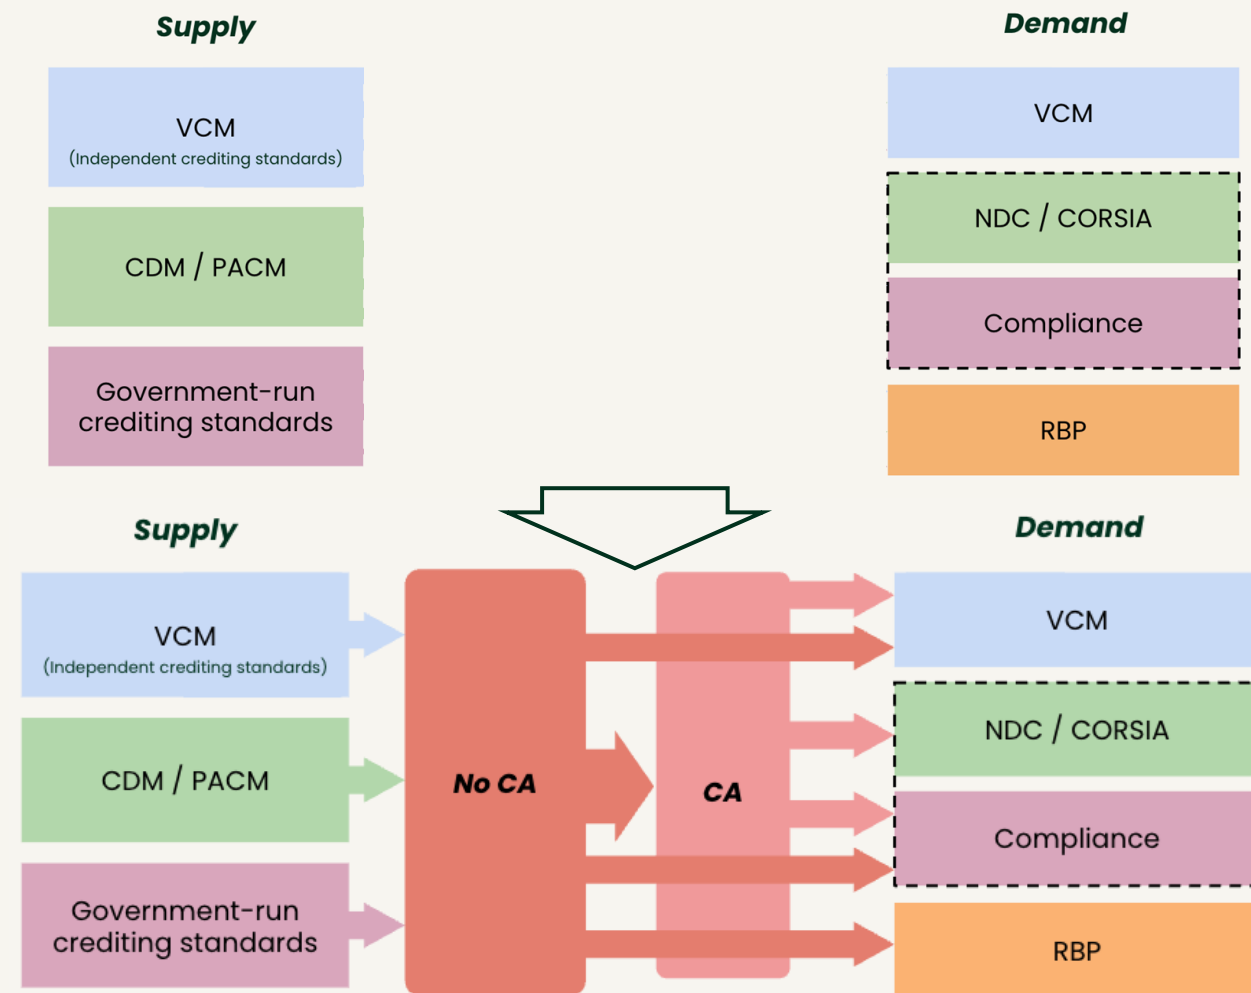 Supply
Demand
VCM
(Independent crediting standards)
CDM / PACM
Government-run
crediting standards
VCM
NDC / CORSIA
Compliance
RBP
Supply
Demand
VCM
(Independent crediting standards)
CDM / PACM
Government-run
crediting standards
No CA
CA
VCM
NDC / CORSIA
Compliance
RBP